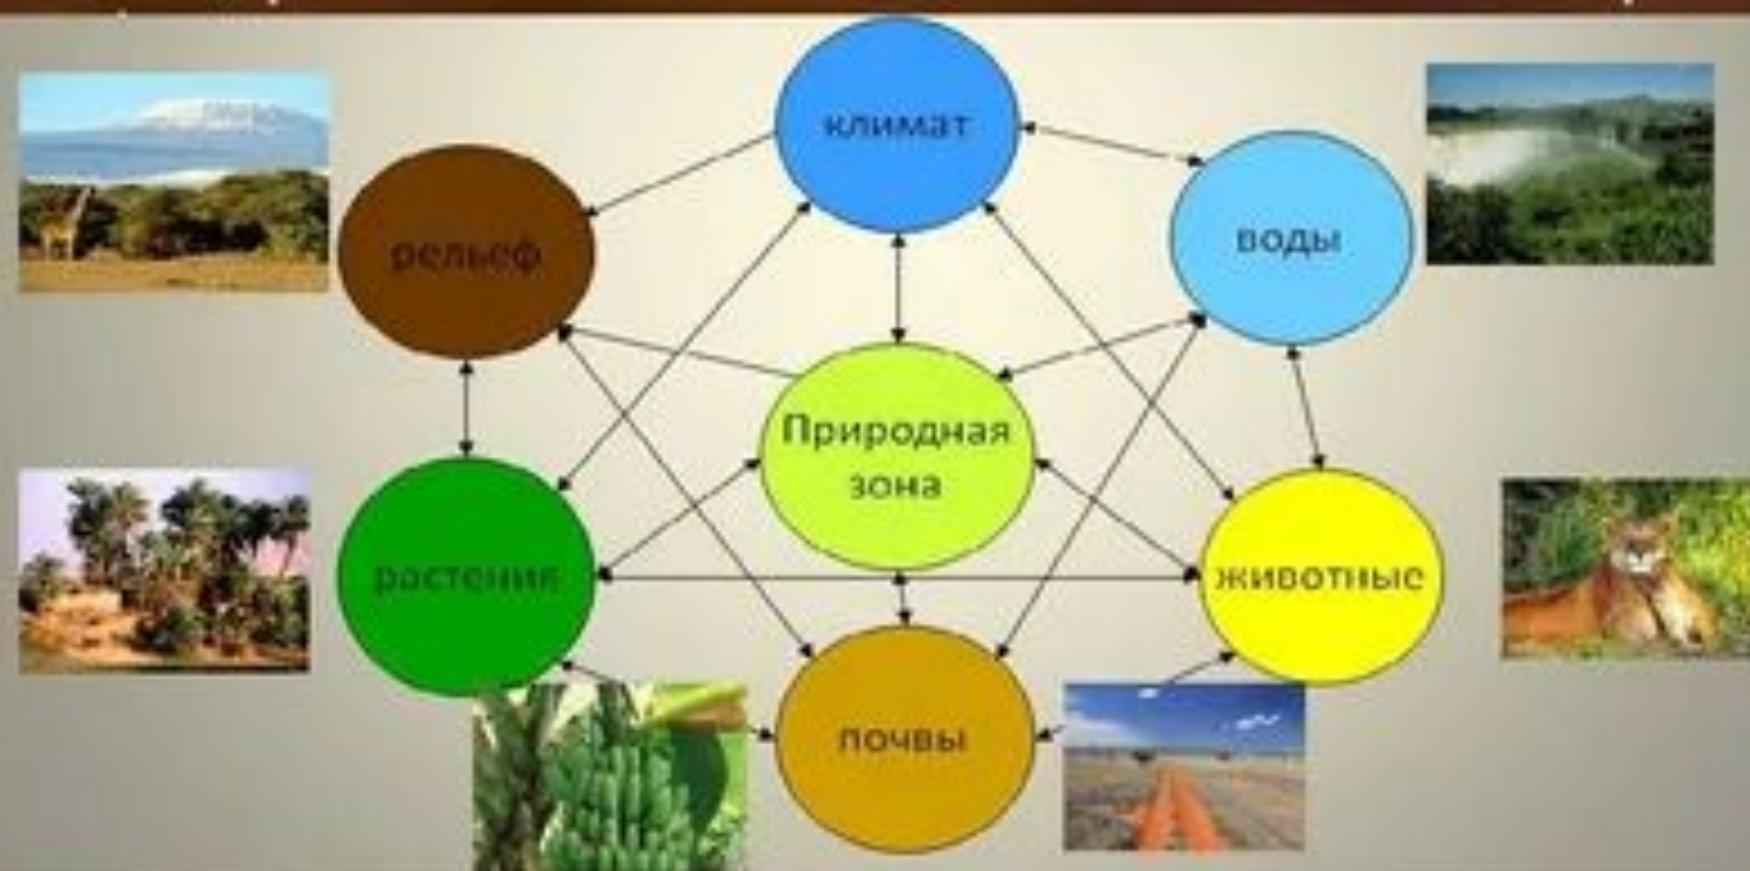 климат
рельеф
воды
Природная
зона
растения
животные
почвы